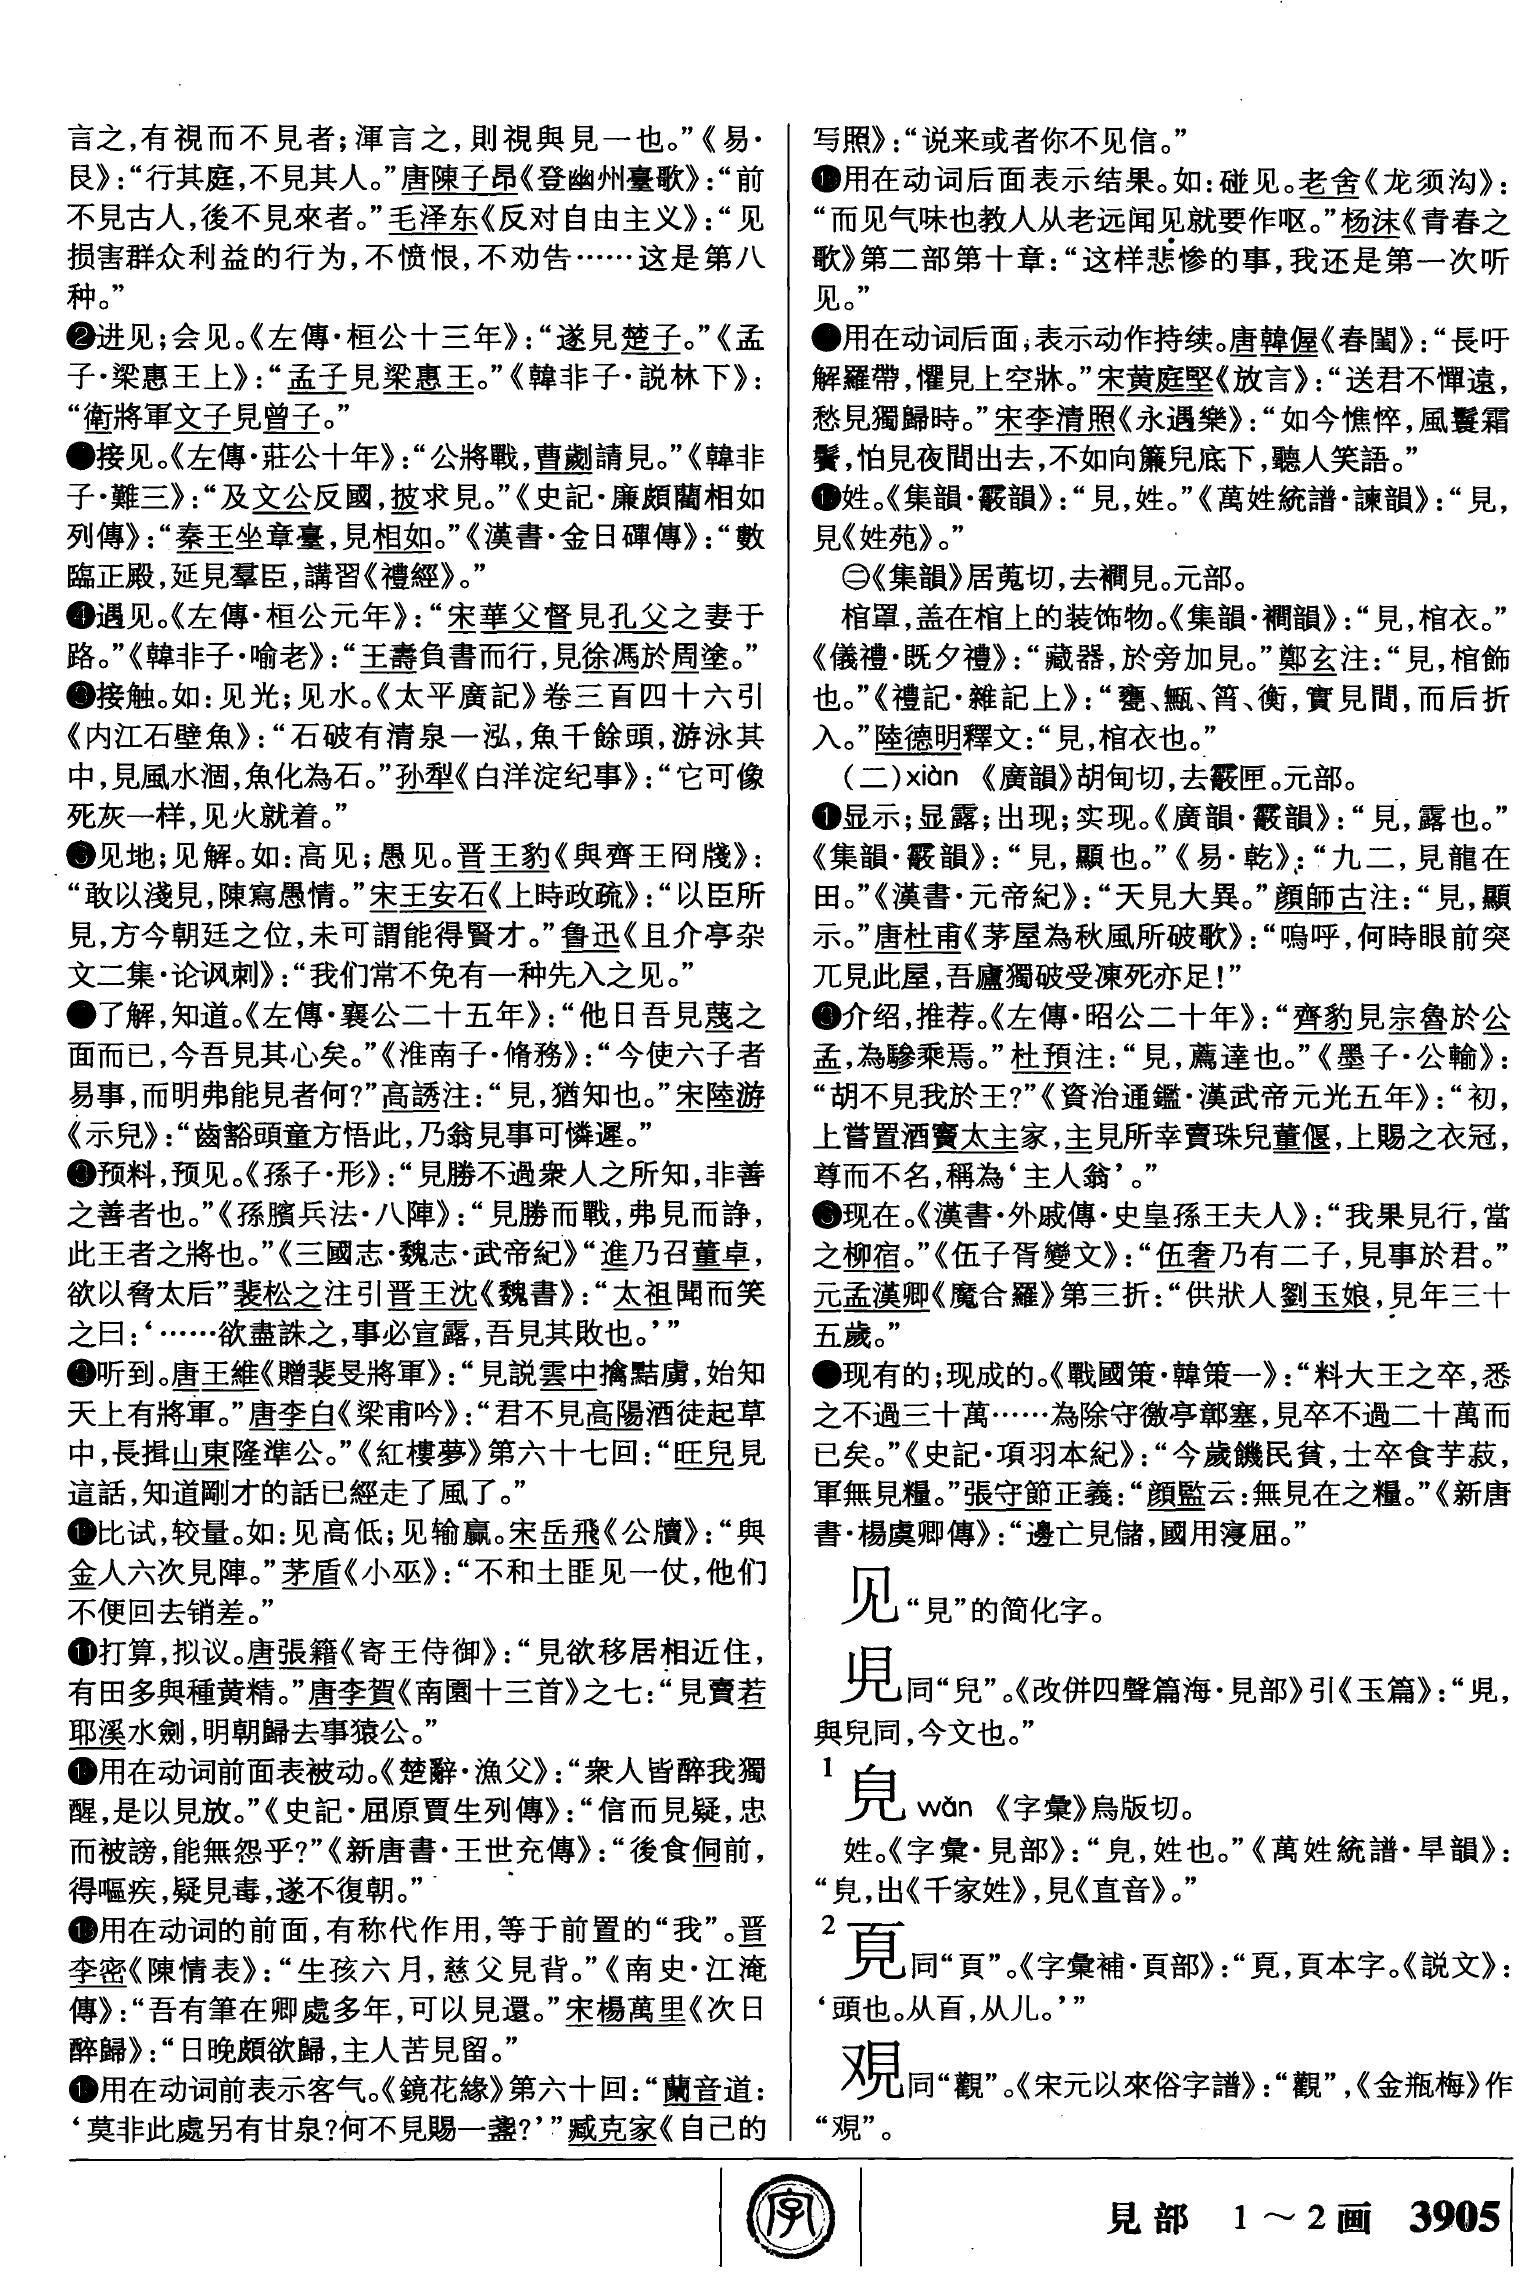 言之，有視而不見者；渾言之，則視與見一也。”《易·
艮》：“行其庭，不見其人。”唐陳子昂《登幽州臺歌》：“前
不見古人，後不見來者。”毛泽东《反对自由主义》：“见
损害群众利益的行为，不愤恨，不劝告……这是第八
种。”
❷进见；会见。《左傳·桓公十三年》：“遂見楚子。”《孟
子·梁惠王上》：“孟子見梁惠王。”《韓非子·説林下》：
“衛將軍文子見曾子。”
●接见。《左傳·莊公十年》：“公將戰，曹劌請見。”《韓非
子·難三》：“及文公反國，披求見。”《史記·廉頗藺相如
列傳》：“秦王坐章臺，見相如。”《漢書·金日磾傳》：“數
臨正殿，延見羣臣，講習《禮經》。”
❹遇见。《左傳·桓公元年》：“宋華父督見孔父之妻于
路。”《韓非子·喻老》：“王壽負書而行，見徐馮於周塗。”
●接触。如：见光；见水。《太平廣記》卷三百四十六引
《内江石壁魚》：“石破有清泉一泓，魚千餘頭，游泳其
中，見風水涸，魚化為石。”孙犁《白洋淀纪事》：“它可像
死灰一样，见火就着。”
●见地；见解。如：高见；愚见。晋王豹《與齊王冏牋》：
“敢以淺見，陳寫愚情。”宋王安石《上時政疏》：“以臣所
見，方今朝廷之位，未可謂能得賢才。”鲁迅《且介亭杂
文二集·论讽刺》：“我们常不免有一种先入之见。”
●了解，知道。《左傳·襄公二十五年》：“他日吾見蔑之
面而已，今吾見其心矣。”《淮南子·脩務》：“今使六子者
易事，而明弗能見者何?”高誘注：“見，猶知也。”宋陸游
《示兒》：“齒豁頭童方悟此，乃翁見事可憐遲。”
●预料，预见。《孫子·形》：“見勝不過衆人之所知，非善
之善者也。”《孫臏兵法·八陣》：“見勝而戰，弗見而諍，
此王者之將也。”《三國志·魏志·武帝紀》“進乃召董卓，
欲以脅太后”裴松之注引晋王沈《魏書》：“太祖聞而笑
之曰：‘……欲盡誅之，事必宣露，吾見其敗也。’”
●听到。唐王維《贈裴旻將軍》：“見説雲中擒黠虜，始知
天上有將軍。”唐李白《梁甫吟》：“君不見高陽酒徒起草
中，長揖山東隆準公。”《紅樓夢》第六十七回：“旺兒見
這話，知道剛才的話已經走了風了。”
●比试，较量。如：见高低；见输赢。宋岳飛《公牘》：“與
金人六次見陣。”茅盾《小巫》：“不和土匪见一仗，他们
不便回去销差。”
⓫打算，拟议。唐張籍《寄王侍御》：“見欲移居相近住，
有田多與種黄精。”唐李賀《南園十三首》之七：“見賣若
耶溪水劍，明朝歸去事猿公。”
●用在动词前面表被动。《楚辭·漁父》：“衆人皆醉我獨
醒，是以見放。”《史記·屈原賈生列傳》：“信而見疑，忠
而被謗，能無怨乎?”《新唐書·王世充傳》：“後食侗前，
得嘔疾，疑見毒，遂不復朝。”
●用在动词的前面，有称代作用，等于前置的“我”。晋
李密《陳情表》：“生孩六月，慈父見背。”《南史·江淹
傳》：“吾有筆在卿處多年，可以見還。”宋楊萬里《次日
醉歸》：“日晚頗欲歸，主人苦見留。”
●用在动词前表示客气。《鏡花緣》第六十回：“蘭音道：
‘莫非此處另有甘泉?何不見賜一盞?’”臧克家《自己的
写照》：“说来或者你不见信。”
●用在动词后面表示结果。如：碰见。老舍《龙须沟》：
“而见气味也教人从老远闻见就要作呕。”杨沫《青春之
歌》第二部第十章：“这样悲惨的事，我还是第一次听
见。”
●用在动词后面，表示动作持续。唐韓偓《春閨》：“長吁
解羅帶，懼見上空牀。”宋黄庭堅《放言》：“送君不憚遠，
愁見獨歸時。”宋李清照《永遇樂》：“如今憔悴，風鬟霜
鬢，怕見夜間出去，不如向簾兒底下，聽人笑語。”
●姓。《集韻·霰韻》：“見，姓。”《萬姓統譜·諫韻》：“見，
見《姓苑》。”
㊁《集韻》居莧切，去襇見。元部。
棺罩，盖在棺上的装饰物。《集韻·襇韻》：“見，棺衣。”
《儀禮·既夕禮》：“藏器，於旁加見。”鄭玄注：“見，棺飾
也。”《禮記·雜記上》：“甕、甒、筲、衡，實見間，而后折
入。”陸德明釋文：“見，棺衣也。”
（二）xiàn 《廣韻》胡甸切，去霰匣。元部。
❶显示；显露；出现；实现。《廣韻·霰韻》：“見，露也。”
《集韻·霰韻》：“見，顯也。”《易·乾》：“九二，見龍在
田。”《漢書·元帝紀》：“天見大異。”顔師古注：“見，顯
示。”唐杜甫《茅屋為秋風所破歌》：“嗚呼，何時眼前突
兀見此屋，吾廬獨破受凍死亦足!”
●介绍，推荐。《左傳·昭公二十年》：“齊豹見宗魯於公
孟，為驂乘焉。”杜預注：“見，薦達也。”《墨子·公輸》：
“胡不見我於王?”《資治通鑑·漢武帝元光五年》：“初，
上嘗置酒竇太主家，主見所幸賣珠兒董偃，上賜之衣冠，
尊而不名，稱為‘主人翁’。”
●现在。《漢書·外戚傳·史皇孫王夫人》：“我果見行，當
之柳宿。”《伍子胥變文》：“伍奢乃有二子，見事於君。”
元孟漢卿《魔合羅》第三折：“供狀人劉玉娘，見年三十
五歲。”
●现有的；现成的。《戰國策·韓策一》：“料大王之卒，悉
之不過三十萬……為除守徼亭鄣塞，見卒不過二十萬而
已矣。”《史記·項羽本紀》：“今歲饑民貧，士卒食芋菽，
軍無見糧。”張守節正義：“顔監云：無見在之糧。”《新唐
書·楊虞卿傳》：“邊亡見儲，國用寖屈。”
见“見”的简化字。
同“兒”。《改併四聲篇海·見部》引《玉篇》：“，
與兒同，今文也。”
1
wǎn 《字彙》烏版切。
姓。《字彙·見部》：“，姓也。”《萬姓統譜·旱韻》：
“，出《千家姓》，見《直音》。”
2
同“頁”。《字彙補·頁部》：“，頁本字。《説文》：
‘頭也。从𦣻，从儿。’”
覌同“觀”。《宋元以來俗字譜》：“觀”，《金瓶梅》作
“覌”。
字
見部 1～2画 3905